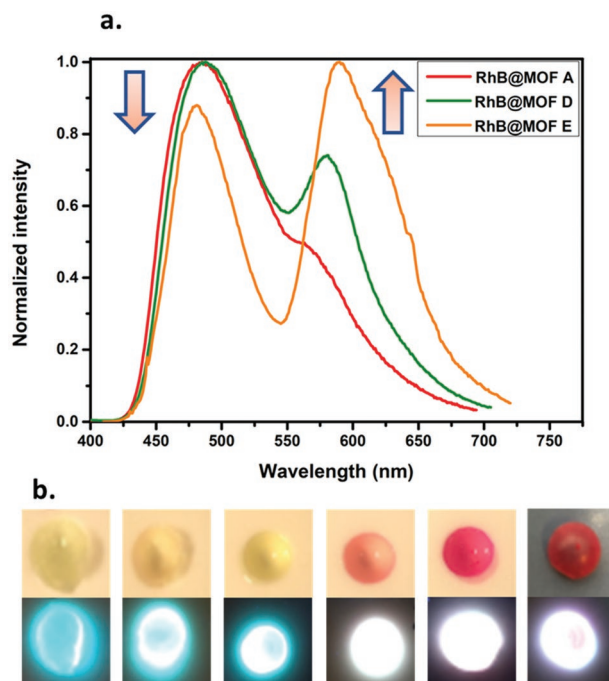 a.
1.0
0.8
0.6
0.4
0.2
0.0
Normalized intensity
RhB@MOF A
RhB@MOF D
RhB@MOF E
400 450 500 550 600 650 700 750
Wavelength (nm)
b.